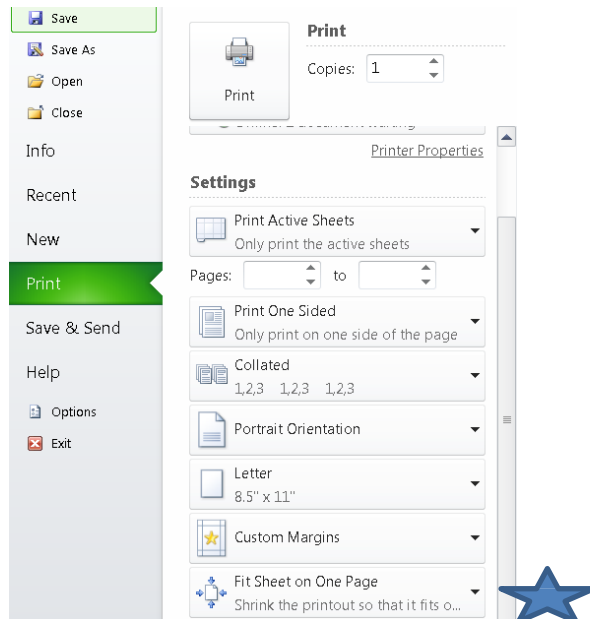 Save
Save As
Open
Close
Info
Recent
New
Print
Save & Send
Help
Options
Exit
Print
Print
Copies: 1
Printer Properties
Settings
Print Active Sheets
Only print the active sheets
Pages: to
Print One Sided
Only print on one side of the page
Collated
1,2,3 1,2,3 1,2,3
Portrait Orientation
Letter
8.5" x 11"
Custom Margins
Fit Sheet on One Page
Shrink the printout so that it fits o...